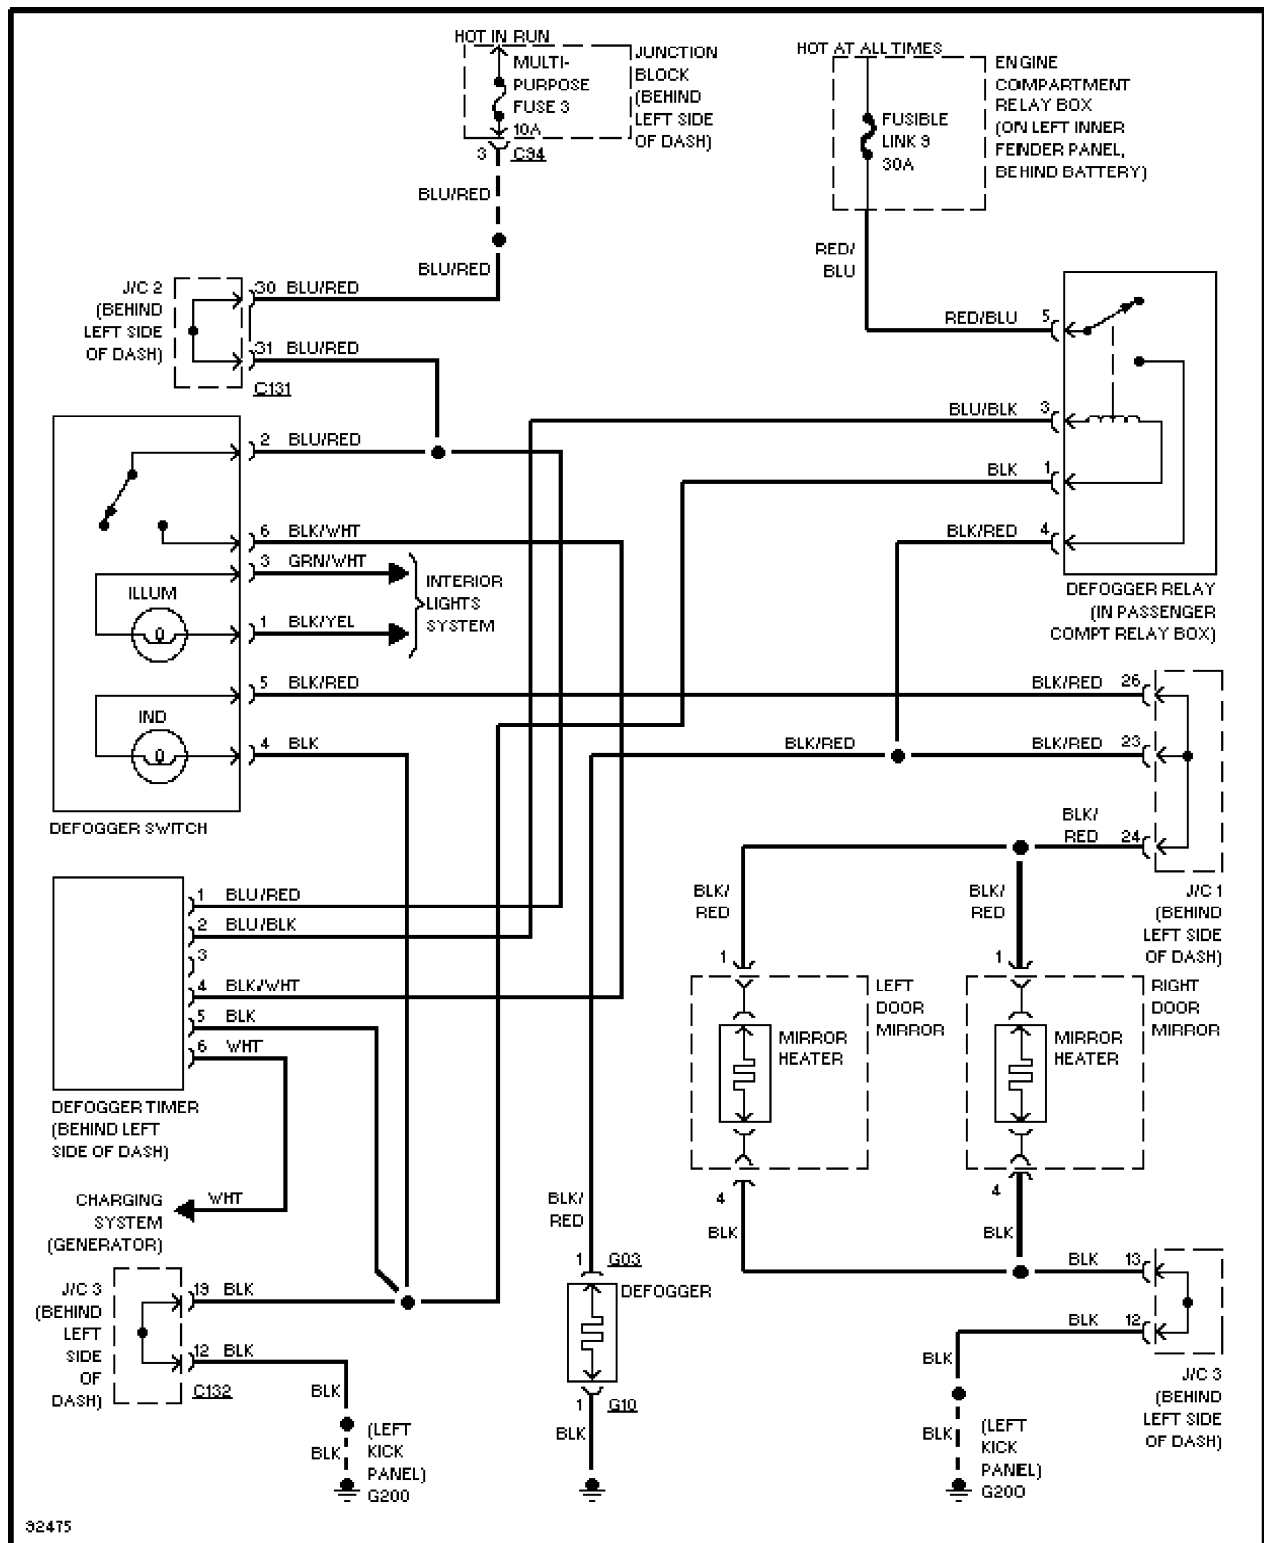 HOT IN RUN
MULTI-
PURPOSE
FUSE 3
10A
JUNCTION
BLOCK
(BEHIND
LEFT SIDE
OF DASH)
3 C94
BLU/RED
BLU/RED
HOT AT ALL TIMES
FUSIBLE
LINK 9
30A
ENGINE
COMPARTMENT
RELAY BOX
(ON LEFT INNER
FENDER PANEL,
BEHIND BATTERY)
RED/
BLU
J/C 2
(BEHIND
LEFT SIDE
OF DASH)
30 BLU/RED
31 BLU/RED
C131
RED/BLU 5
BLU/BLK 3
BLK 1
BLK/RED 4
DEFOGGER RELAY
(IN PASSENGER
COMPT RELAY BOX)
2 BLU/RED
6 BLK/WHT
3 GRN/WHT
1 BLK/YEL
INTERIOR
LIGHTS
SYSTEM
ILLUM
5 BLK/RED
IND
4 BLK
DEFOGGER SWITCH
BLK/RED 26
BLK/RED
BLK/RED 23
BLK/
RED 24
J/C 1
(BEHIND
LEFT SIDE
OF DASH)
1 BLU/RED
2 BLU/BLK
3
4 BLK/WHT
5 BLK
6 WHT
DEFOGGER TIMER
(BEHIND LEFT
SIDE OF DASH)
BLK/
RED
1
LEFT
DOOR
MIRROR
MIRROR
HEATER
4
BLK
BLK/
RED
1
RIGHT
DOOR
MIRROR
MIRROR
HEATER
4
BLK
CHARGING
SYSTEM
(GENERATOR)
WHT
J/C 3
(BEHIND
LEFT
SIDE
OF
DASH)
19 BLK
12 BLK
C132
BLK
BLK
(LEFT
KICK
PANEL)
G200
BLK/
RED
1 G03
DEFOGGER
1 G10
BLK
BLK 13
BLK 12
J/C 3
(BEHIND
LEFT SIDE
OF DASH)
BLK
BLK
(LEFT
KICK
PANEL)
G200
92475